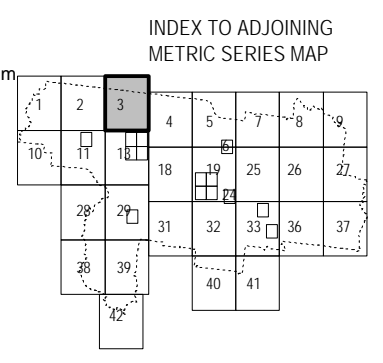 INDEX TO ADJOINING
METRIC SERIES MAP
m
1 2 3 4 5 7 8 9
6
10 11 13 18 19 25 26 27
24
28 29 31 32 33 36 37
38 39 40 41
42